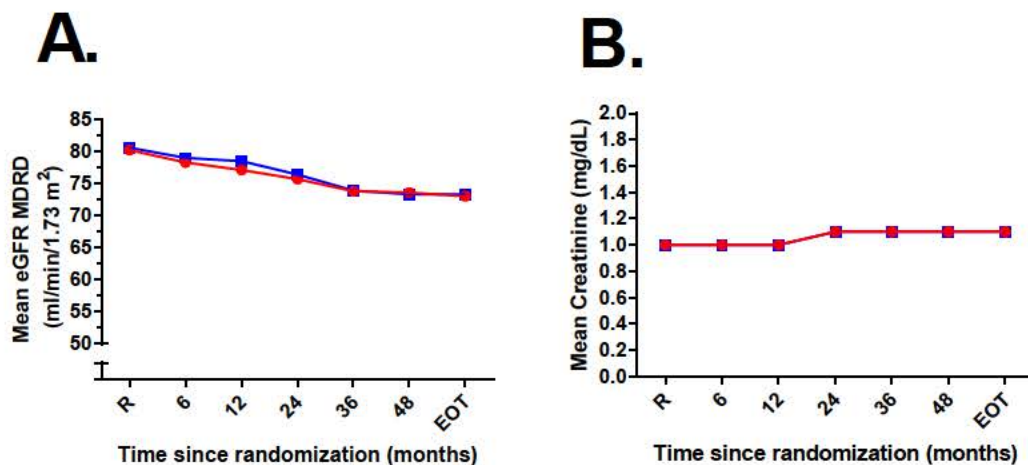 A.
Mean eGFR MDRD
(ml/min/1.73 m²)
85
80
75
70
65
60
55
50
R
6
12
24
36
48
EOT
Time since randomization (months)
B.
Mean Creatinine (mg/dL)
2.0
1.8
1.6
1.4
1.2
1.0
0.8
0.6
0.4
0.2
0.0
R
6
12
24
36
48
EOT
Time since randomization (months)